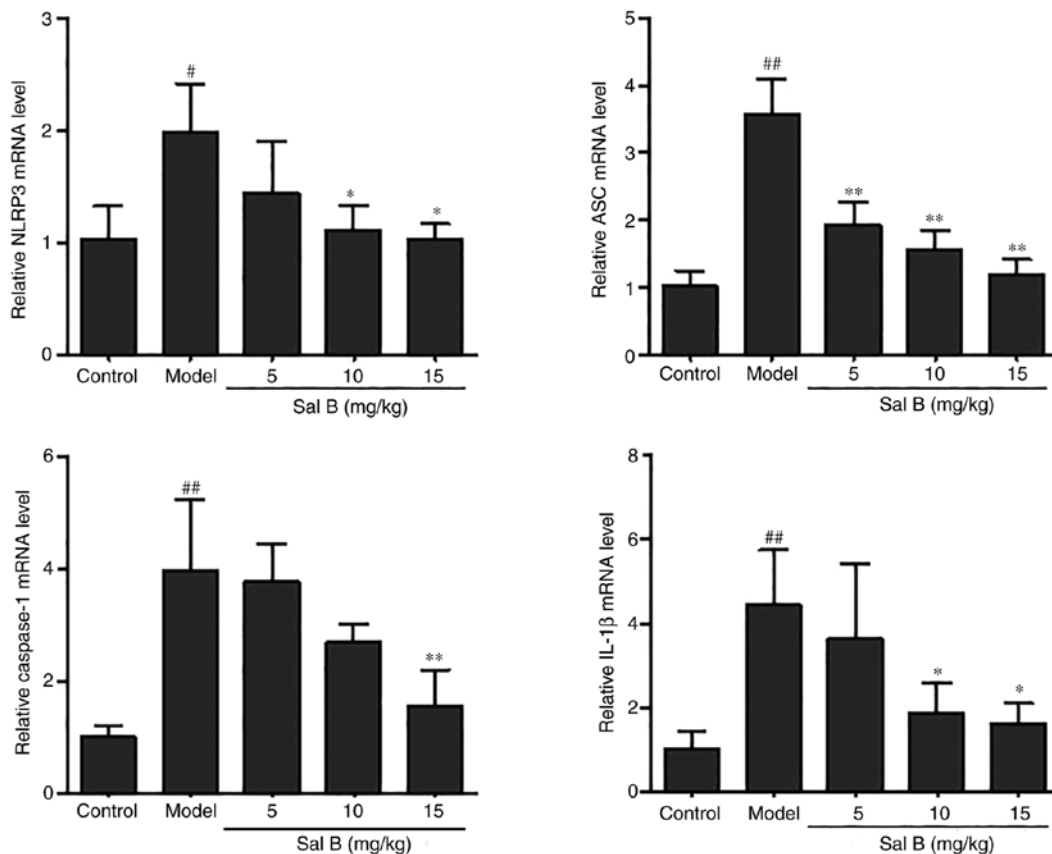 Relative NLRP3 mRNA level
3
2
1
0
#
*
*
Control Model 5 10 15
Sal B (mg/kg)
Relative ASC mRNA level
5
4
3
2
1
0
##
**
**
**
Control Model 5 10 15
Sal B (mg/kg)
Relative caspase-1 mRNA level
6
4
2
0
##
**
Control Model 5 10 15
Sal B (mg/kg)
Relative IL-1β mRNA level
8
6
4
2
0
##
*
*
Control Model 5 10 15
Sal B (mg/kg)